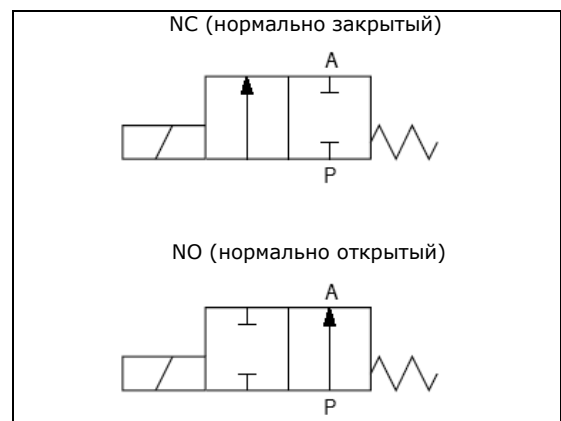 NC (нормально закрытый)
A
P
NO (нормально открытый)
A
P